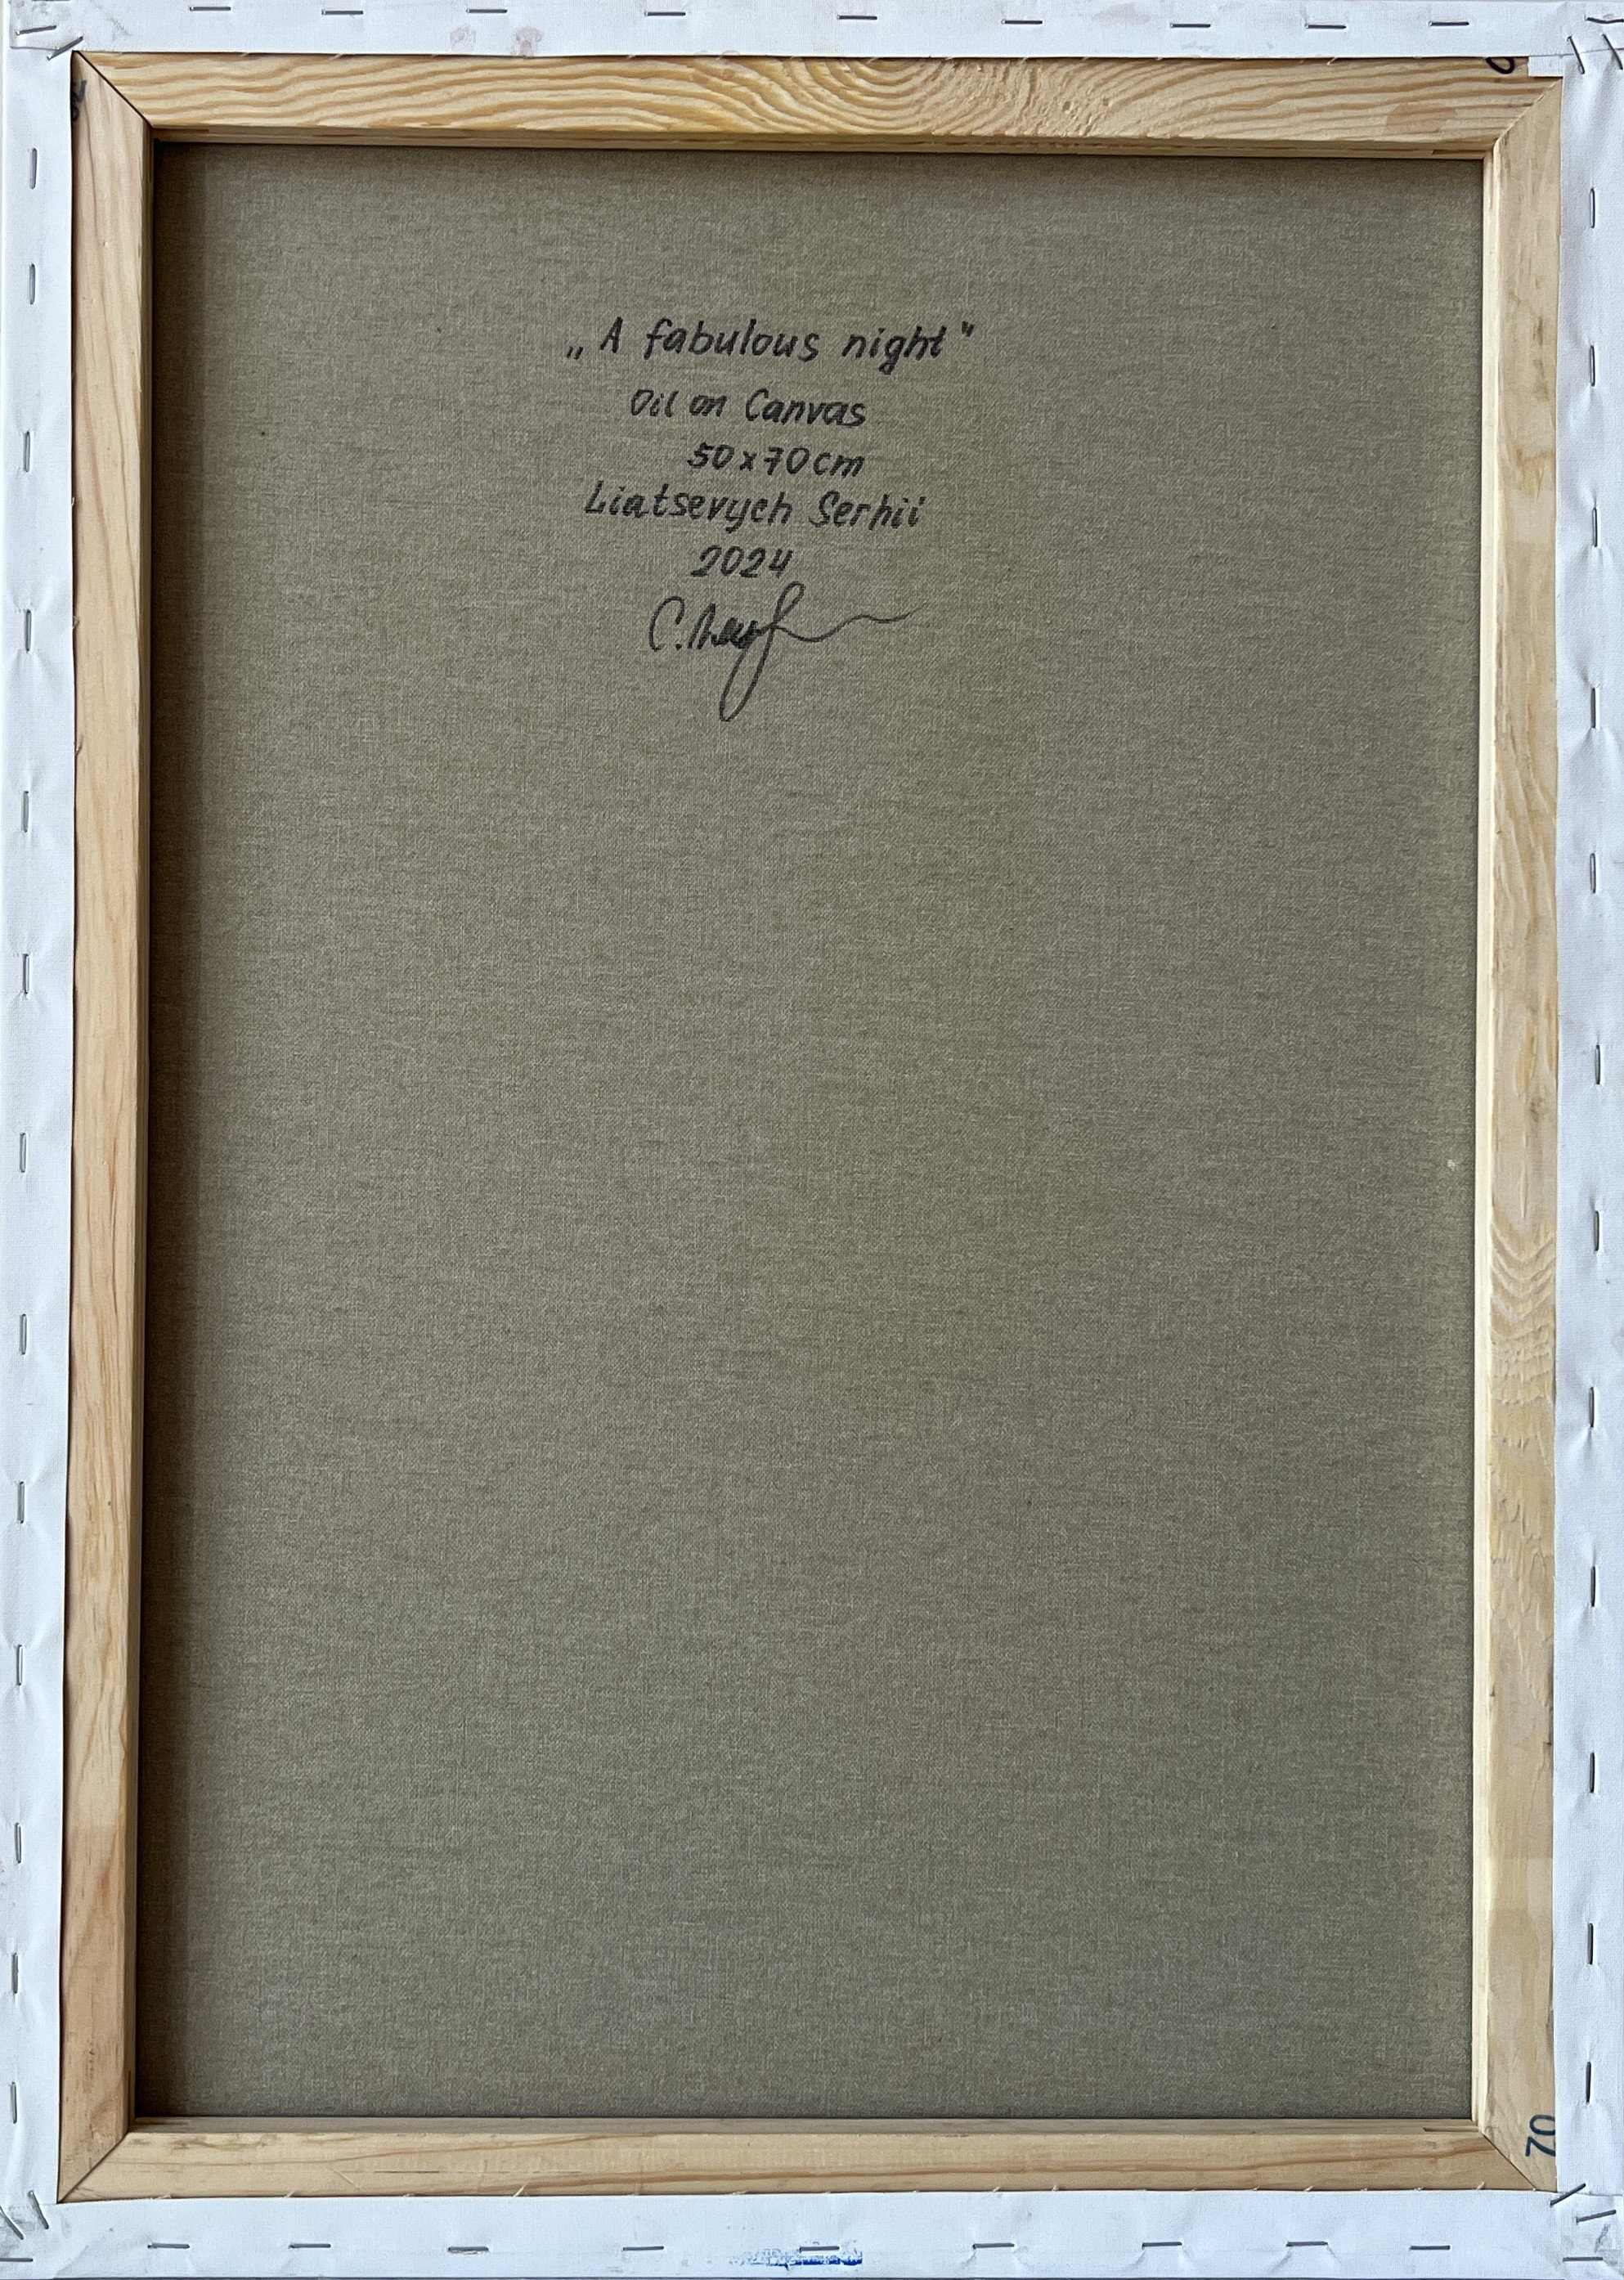 „A fabulous night"
Oil on Canvas
50x70cm
Liatsevych Serhii
2024
70